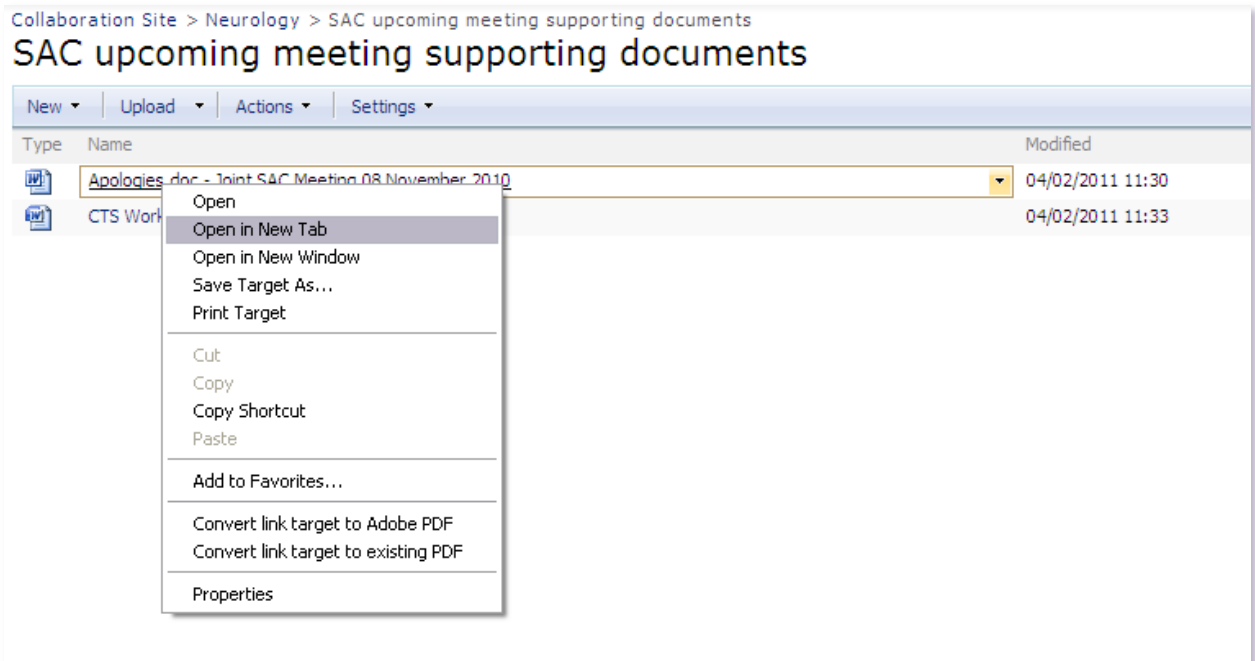 Collaboration Site > Neurology > SAC upcoming meeting supporting documents
SAC upcoming meeting supporting documents
New Upload Actions Settings
Type Name Modified
Apologies doc - Joint SAC Meeting 08 November 2010 04/02/2011 11:30
CTS Work 04/02/2011 11:33
Open
Open in New Tab
Open in New Window
Save Target As...
Print Target
Cut
Copy
Copy Shortcut
Paste
Add to Favorites...
Convert link target to Adobe PDF
Convert link target to existing PDF
Properties